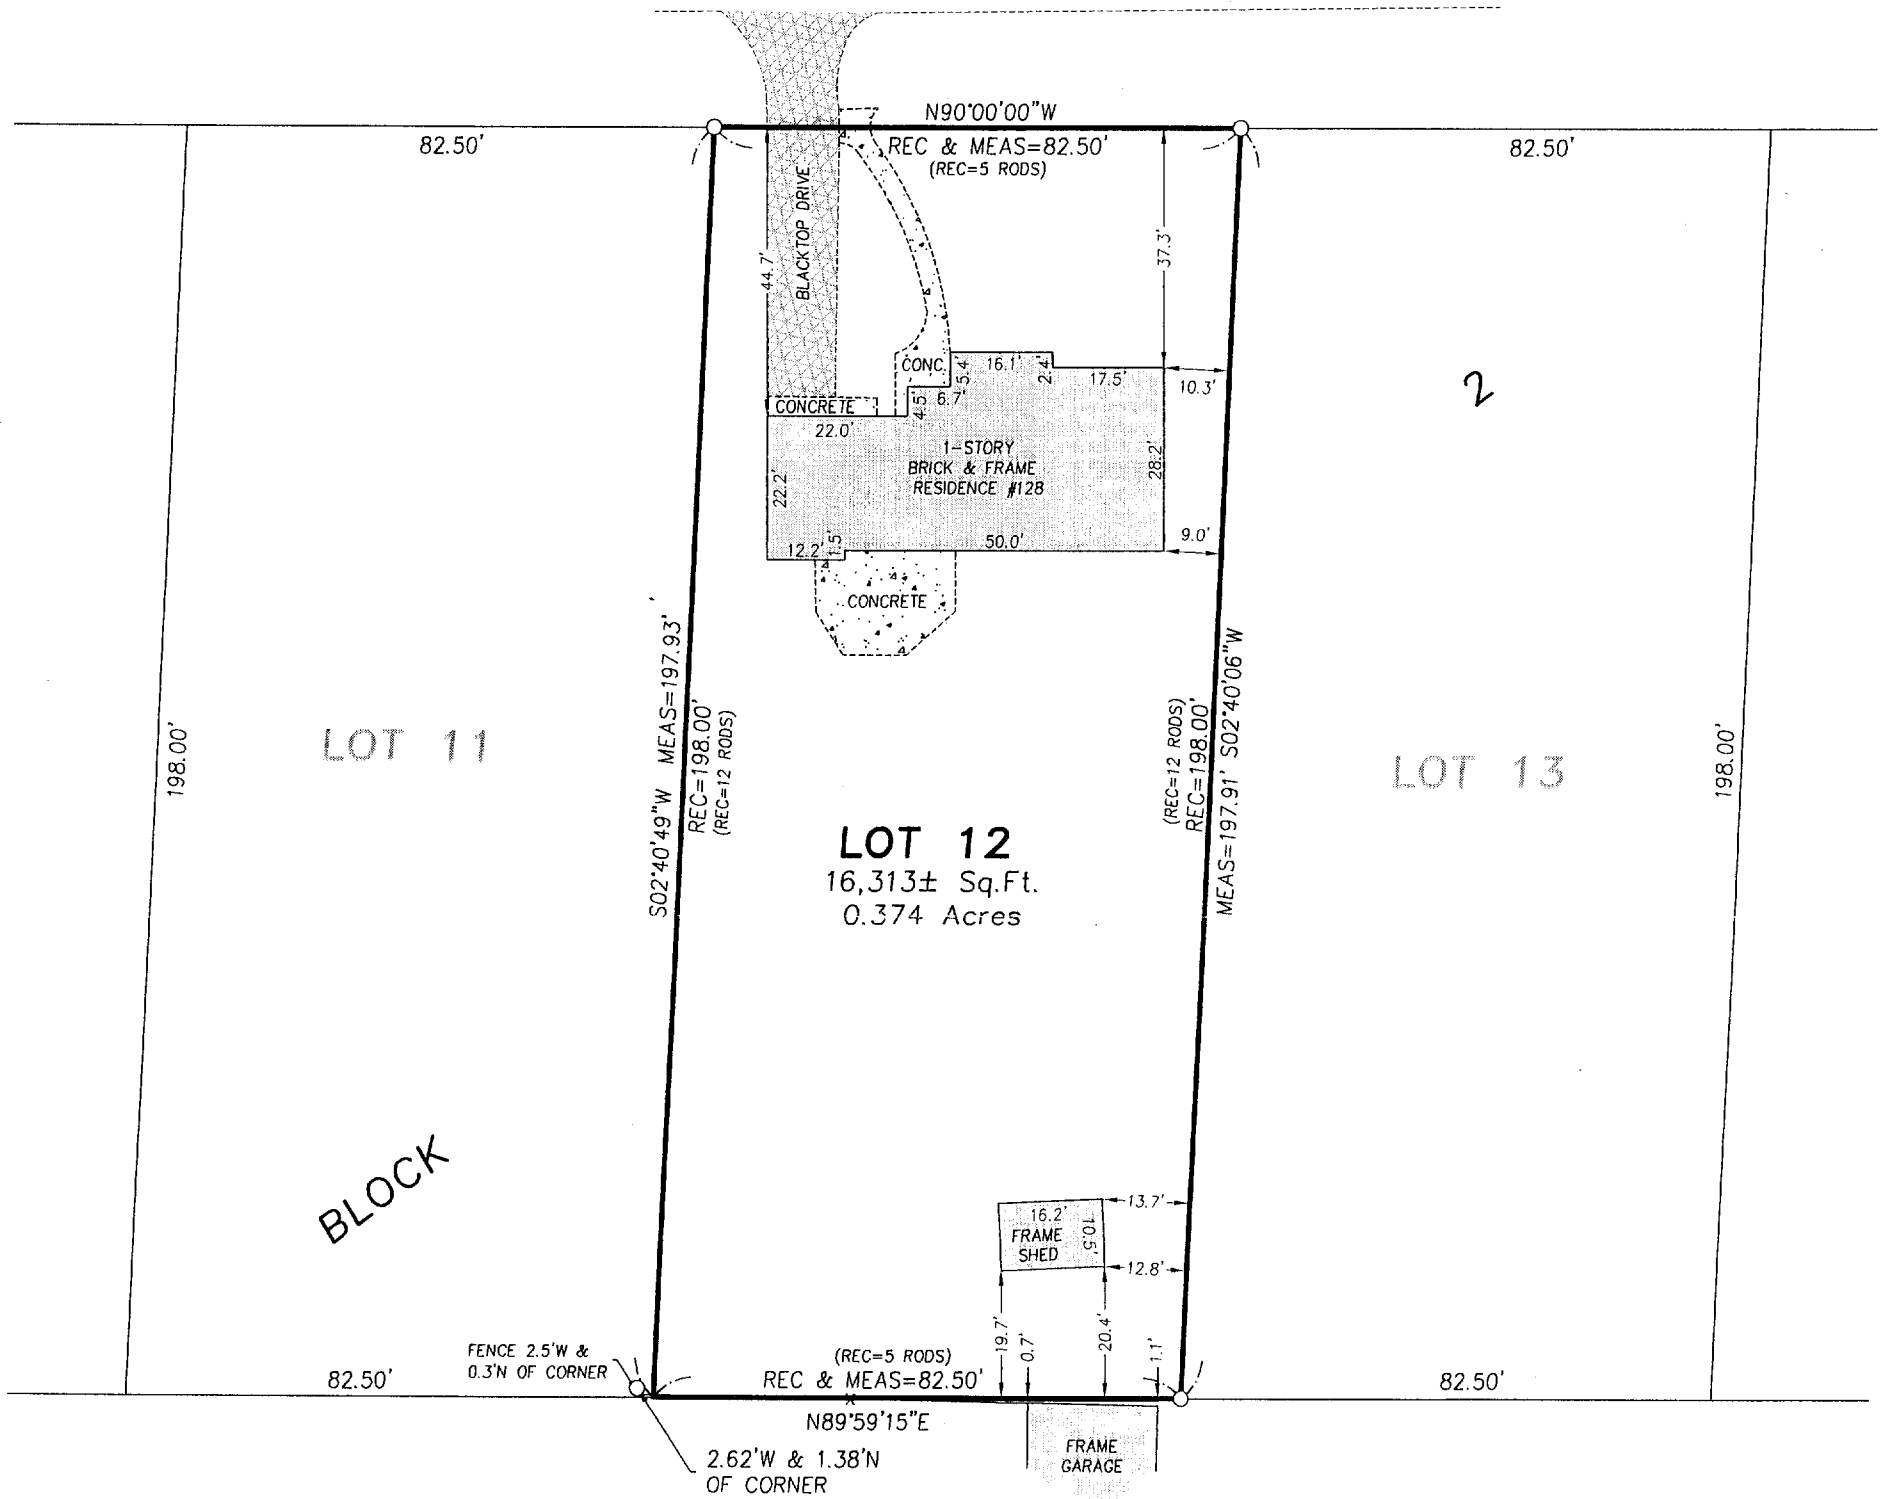 N90°00'00"W
82.50'
REC & MEAS=82.50'
(REC=5 RODS)
82.50'
BLACKTOP DRIVE
44.7'
37.3'
CONC.
5.4'
16.1'
2.4'
17.5'
10.3'
2
CONCRETE
4.5'
6.7'
22.0'
1-STORY
BRICK & FRAME
RESIDENCE #128
28.2'
22.2'
12.2'
1.5'
50.0'
9.0'
CONCRETE
198.00'
LOT 11
S02°40'49"W MEAS=197.93'
REC=198.00'
(REC=12 RODS)
LOT 12
16,313± Sq.Ft.
0.374 Acres
(REC=12 RODS)
REC=198.00'
MEAS=197.91' S02°40'06"W
LOT 13
198.00'
BLOCK
16.2'
FRAME
SHED
10.5'
13.7'
12.8'
19.7'
0.7'
20.4'
1.1'
FENCE 2.5'W &
0.3'N OF CORNER
82.50'
(REC=5 RODS)
REC & MEAS=82.50'
82.50'
X
N89°59'15"E
2.62'W & 1.38'N
OF CORNER
FRAME
GARAGE